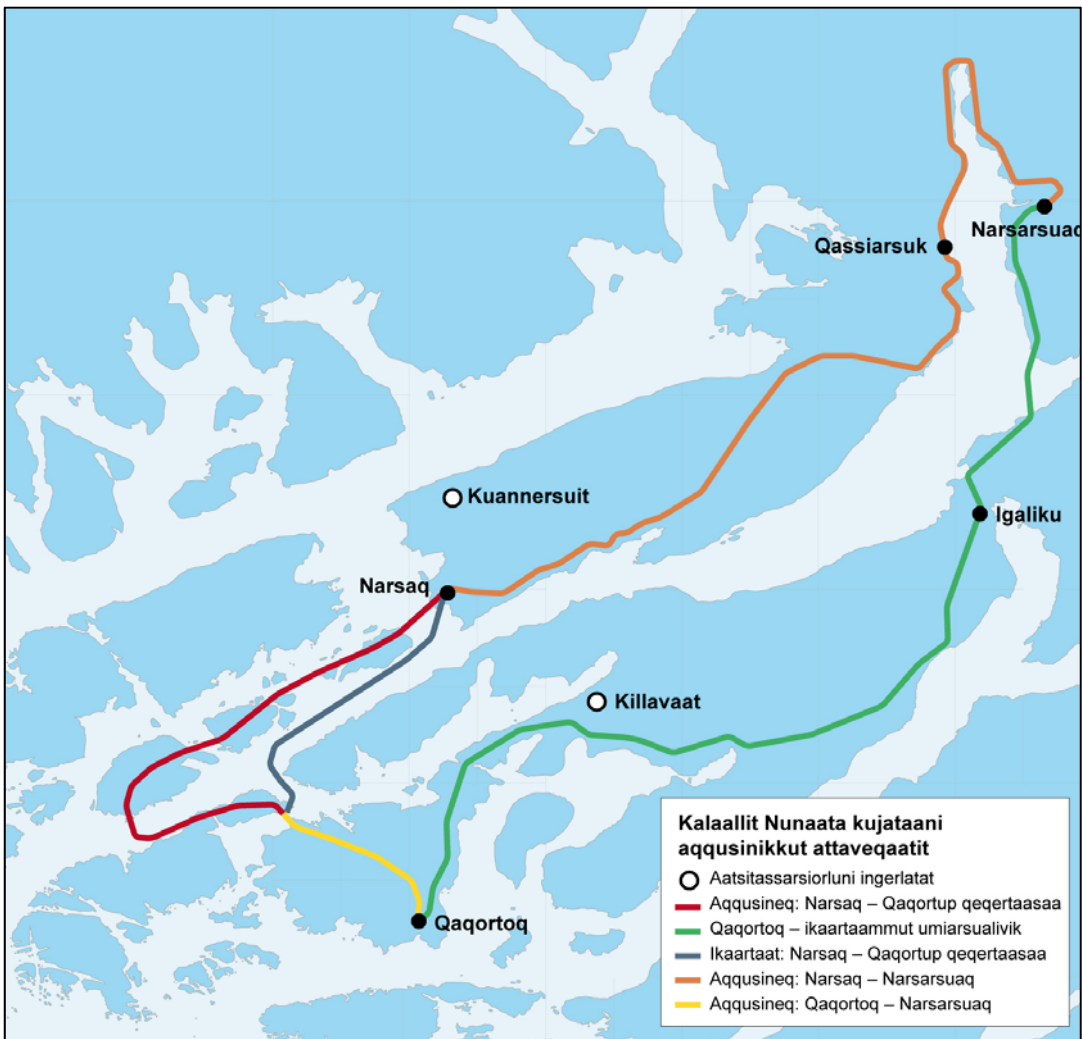 Narsarsuaq
Qassiarsuk
Kuannersuit
Igaliku
Narsaq
Killavaat
Qaqortoq
Kalaallit Nunaata kujataani
aqqusinikkut attaveqaatit
Aatsitassarsiorluni ingerlatat
Aqqusineq: Narsaq – Qaqortup qeqertaasaa
Qaqortoq – ikaartaammut umiarsualivik
Ikaartaat: Narsaq – Qaqortup qeqertaasaa
Aqqusineq: Narsaq – Narsarsuaq
Aqqusineq: Qaqortoq – Narsarsuaq